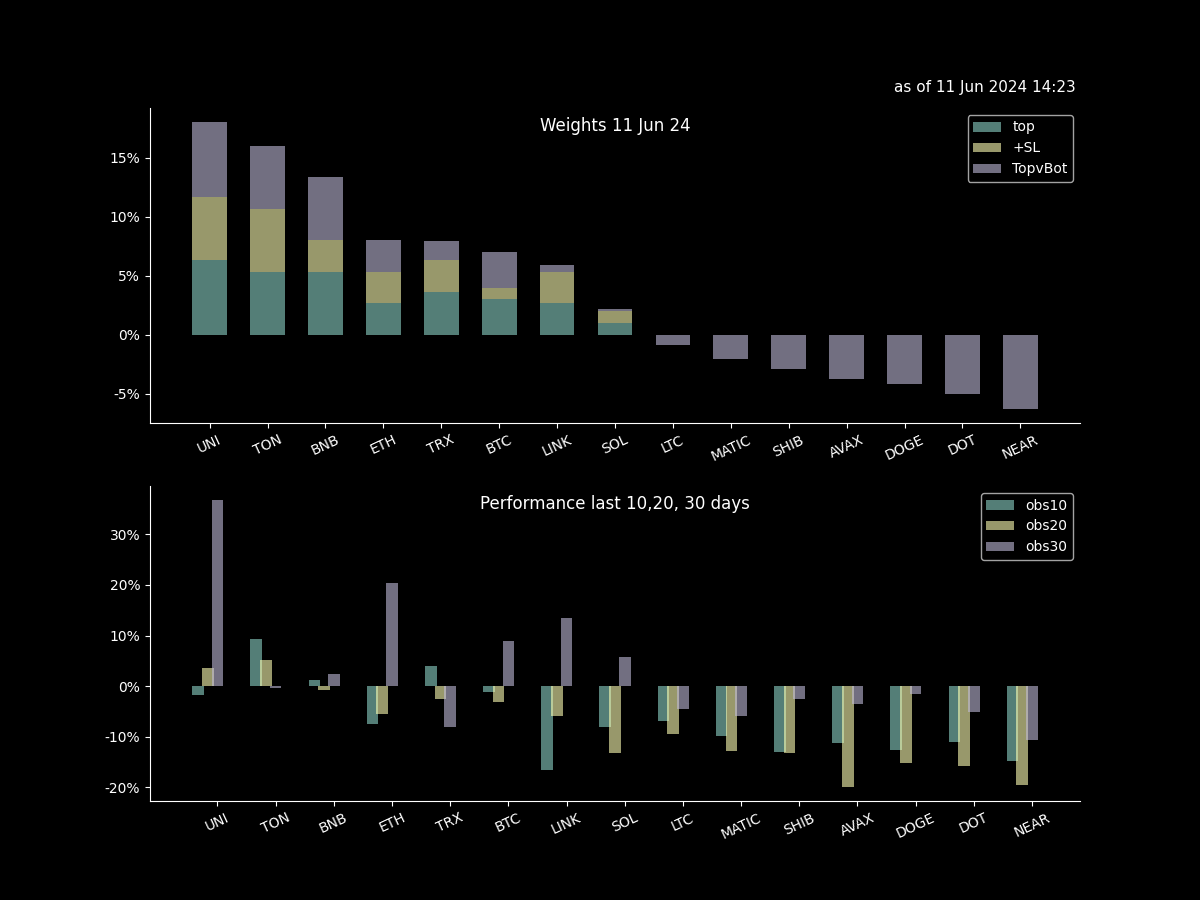 as of 11 Jun 2024 14:23
Weights 11 Jun 24
top
+SL
TopvBot
15%
10%
5%
0%
-5%
UNI TON BNB ETH TRX BTC LINK SOL LTC MATIC SHIB AVAX DOGE DOT NEAR
Performance last 10,20, 30 days
obs10
obs20
obs30
30%
20%
10%
0%
-10%
-20%
UNI TON BNB ETH TRX BTC LINK SOL LTC MATIC SHIB AVAX DOGE DOT NEAR